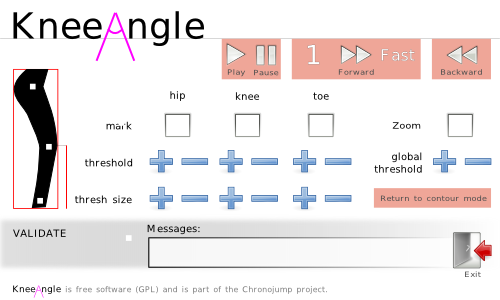 KneeAngle
1 Fast
Play Pause Forward Backward
hip knee toe
mark Zoom
threshold global threshold
thresh size Return to contour mode
VALIDATE Messages:
Exit
KneeAngle is free software (GPL) and is part of the Chronojump project.